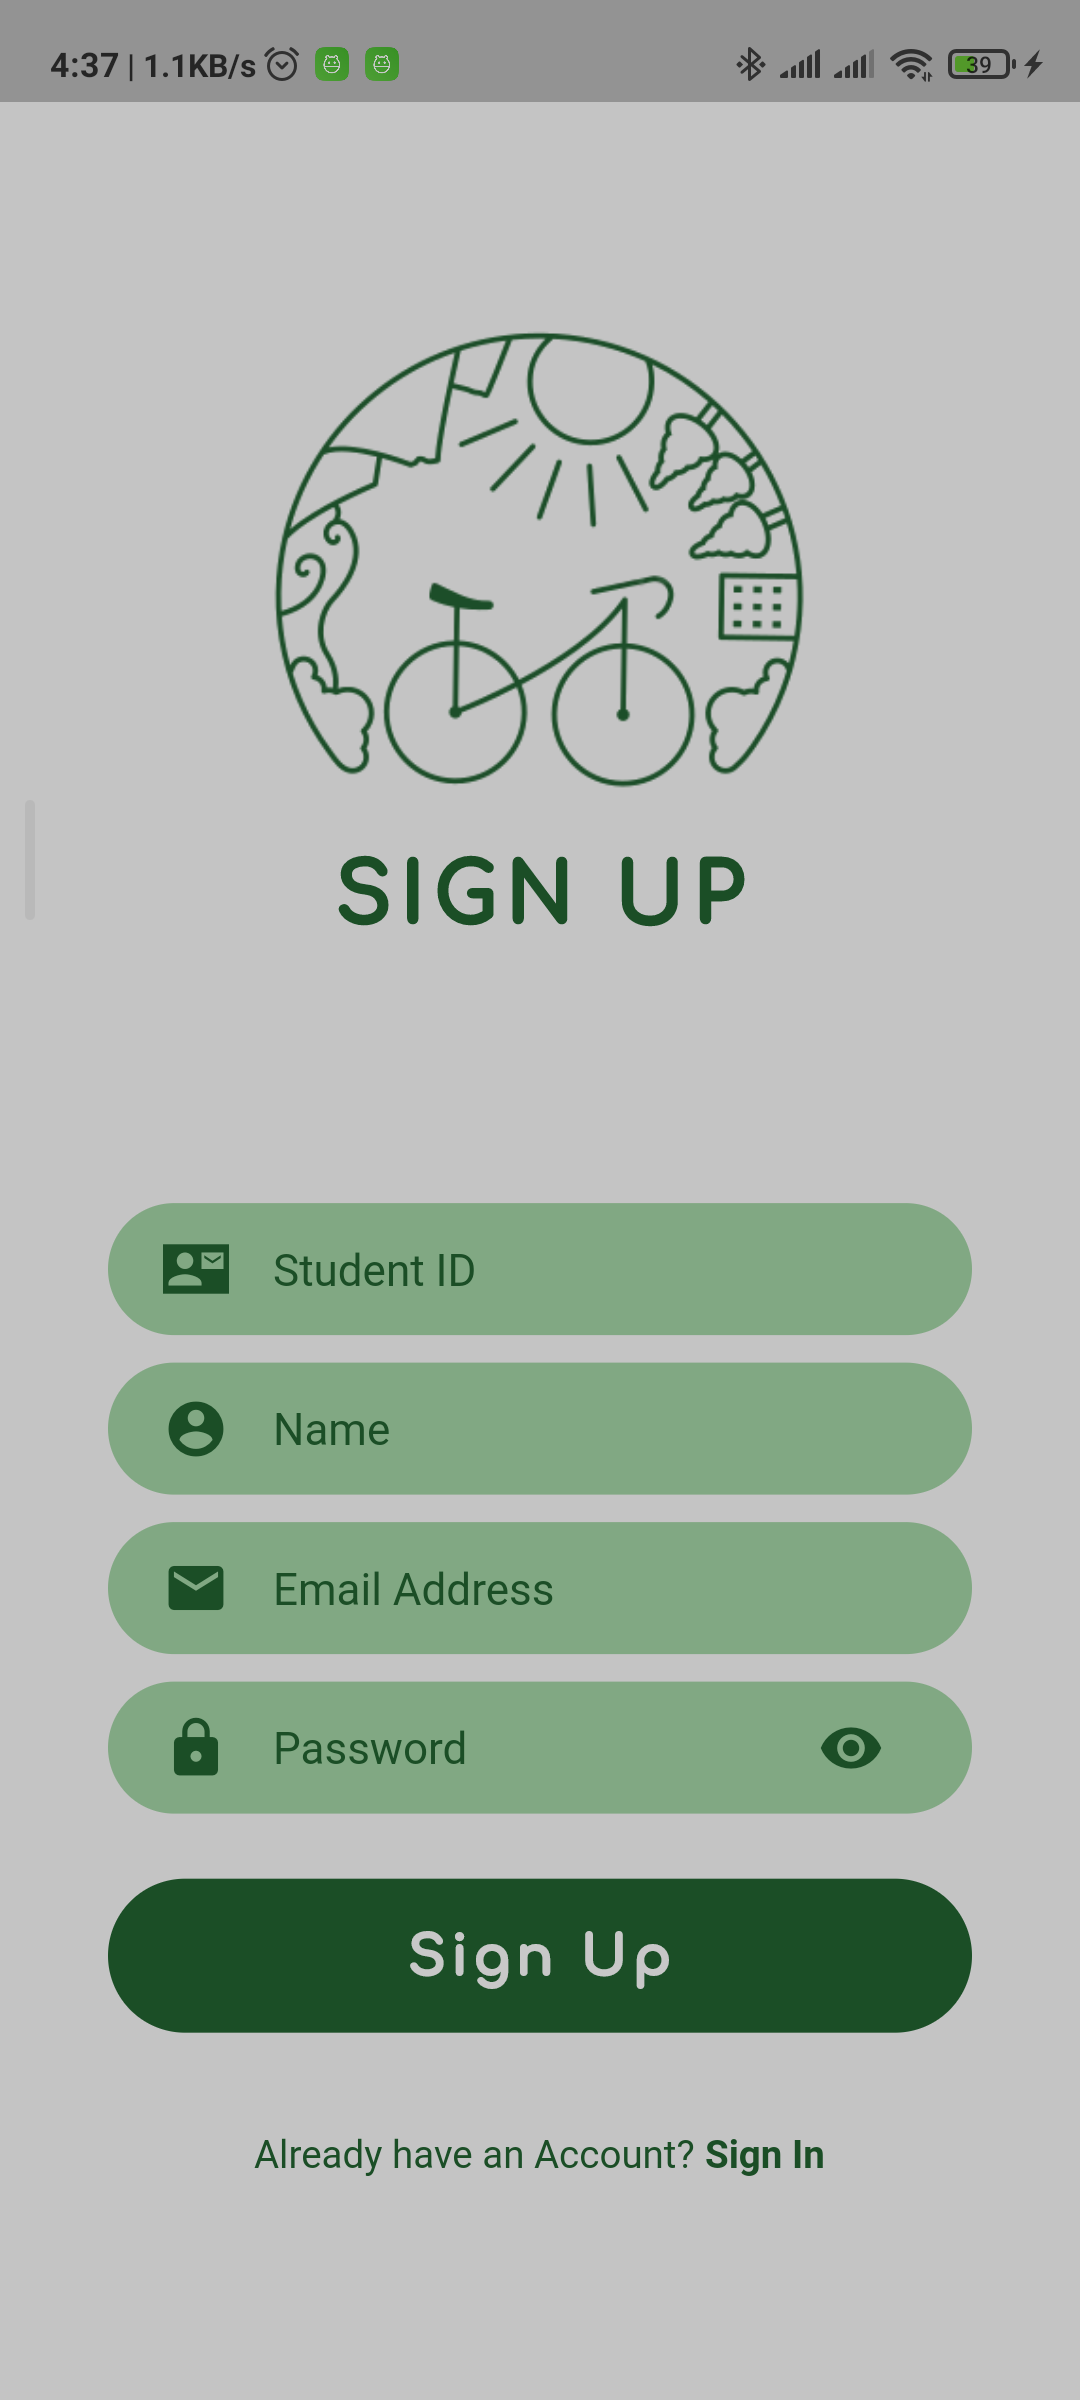 4:37 | 1.1KB/s 39
SIGN UP
Student ID
Name
Email Address
Password
Sign Up
Already have an Account? Sign In